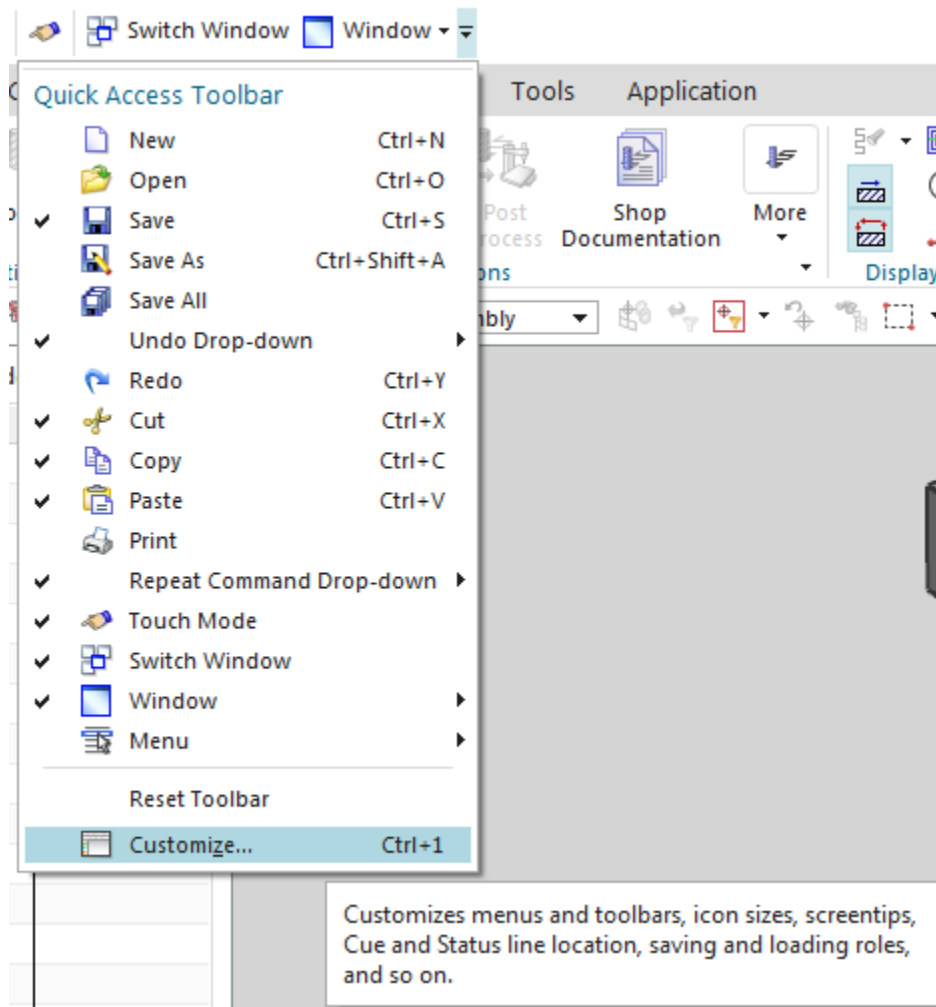 Switch Window Window
Quick Access Toolbar
Tools Application
New Ctrl+N
Open Ctrl+O
Save Ctrl+S
Save As Ctrl+Shift+A
Save All
Undo Drop-down
Redo Ctrl+Y
Cut Ctrl+X
Copy Ctrl+C
Paste Ctrl+V
Print
Repeat Command Drop-down
Touch Mode
Switch Window
Window
Menu
Reset Toolbar
Customize... Ctrl+1
Post
rocess
Shop
Documentation
More
ons
Display
mbly
Customizes menus and toolbars, icon sizes, screentips,
Cue and Status line location, saving and loading roles,
and so on.